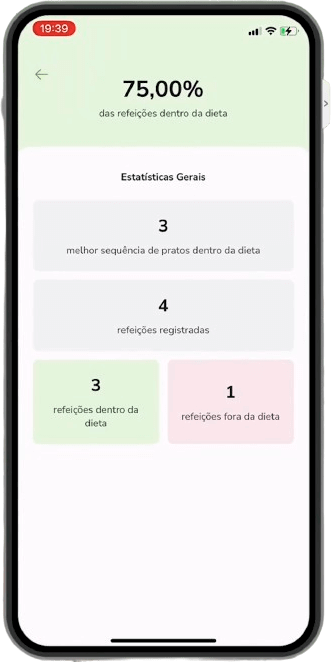 19:39
75,00%
das refeições dentro da dieta
Estatísticas Gerais
3
melhor sequência de pratos dentro da dieta
4
refeições registradas
3
refeições dentro da
dieta
1
refeições fora da dieta